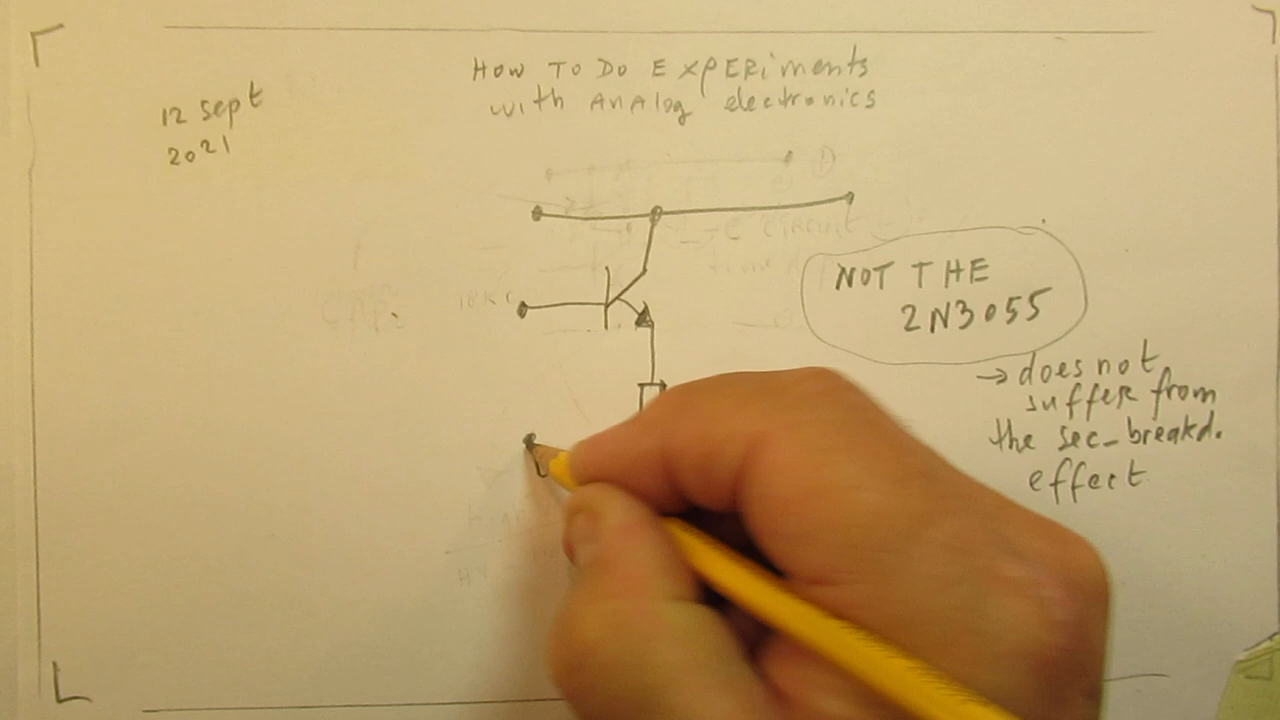 HOW TO DO EXPERiments
with ANAlog electronics
12 sept
2021
NOT THE
2N3055
→ does not
suffer from
the sec-breakd.
effect